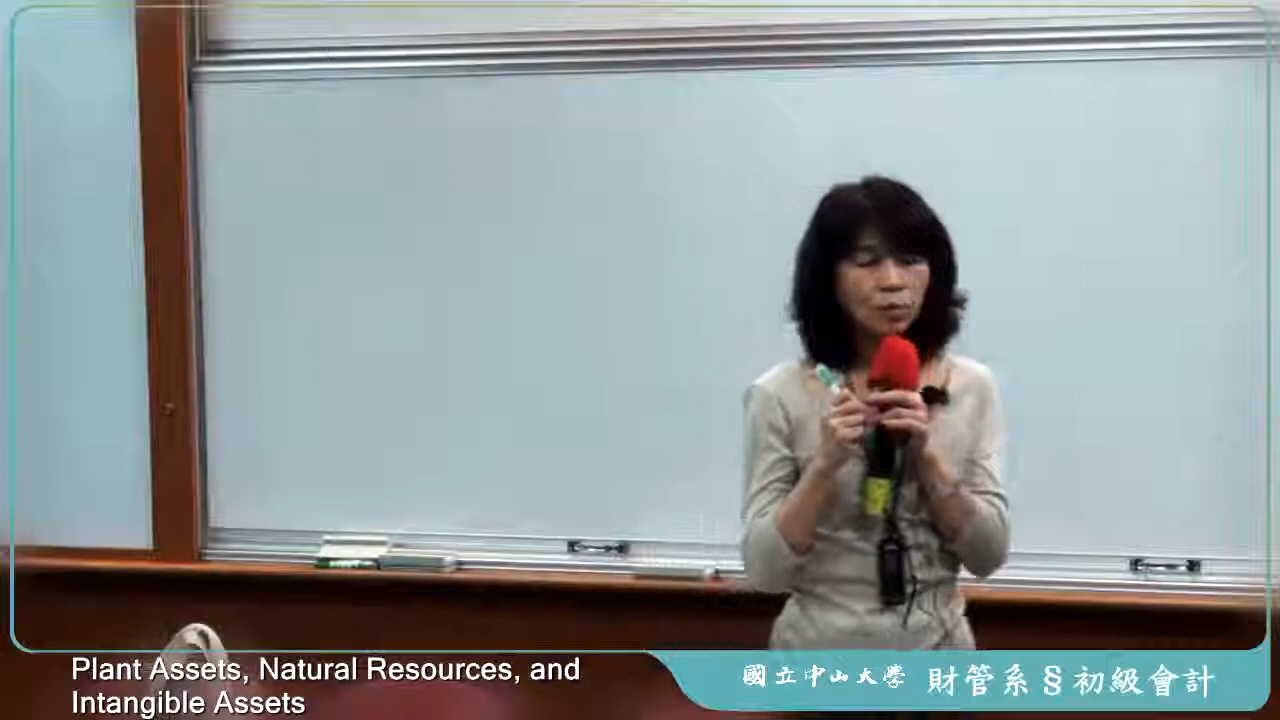 Plant Assets, Natural Resources, and
Intangible Assets
國立中山大學 財管系§初級會計